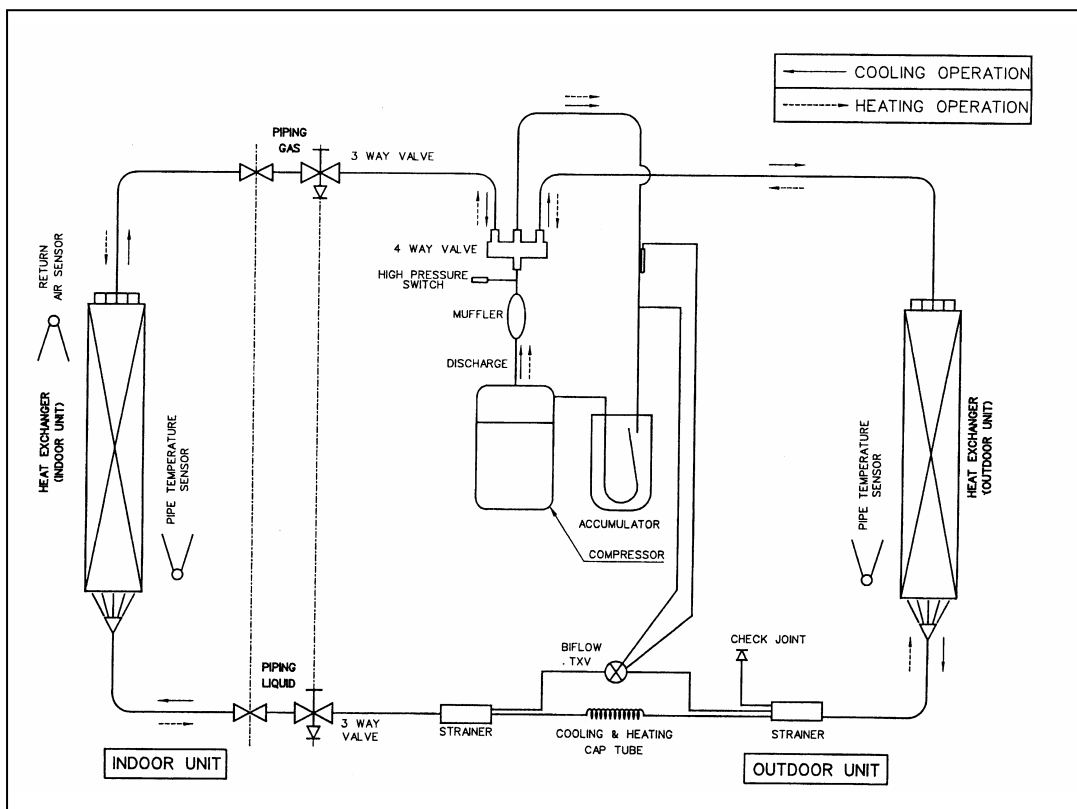 COOLING OPERATION
HEATING OPERATION
PIPING
GAS
3 WAY VALVE
4 WAY VALVE
HIGH PRESSURE
SWITCH
MUFFLER
DISCHARGE
RETURN
AIR SENSOR
HEAT EXCHANGER
(INDOOR UNIT)
PIPE TEMPERATURE
SENSOR
ACCUMULATOR
COMPRESSOR
PIPE TEMPERATURE
SENSOR
HEAT EXCHANGER
(OUTDOOR UNIT)
BIFLOW
.TXV
CHECK JOINT
PIPING
LIQUID
3 WAY
VALVE
STRAINER
COOLING & HEATING
CAP TUBE
STRAINER
INDOOR UNIT
OUTDOOR UNIT